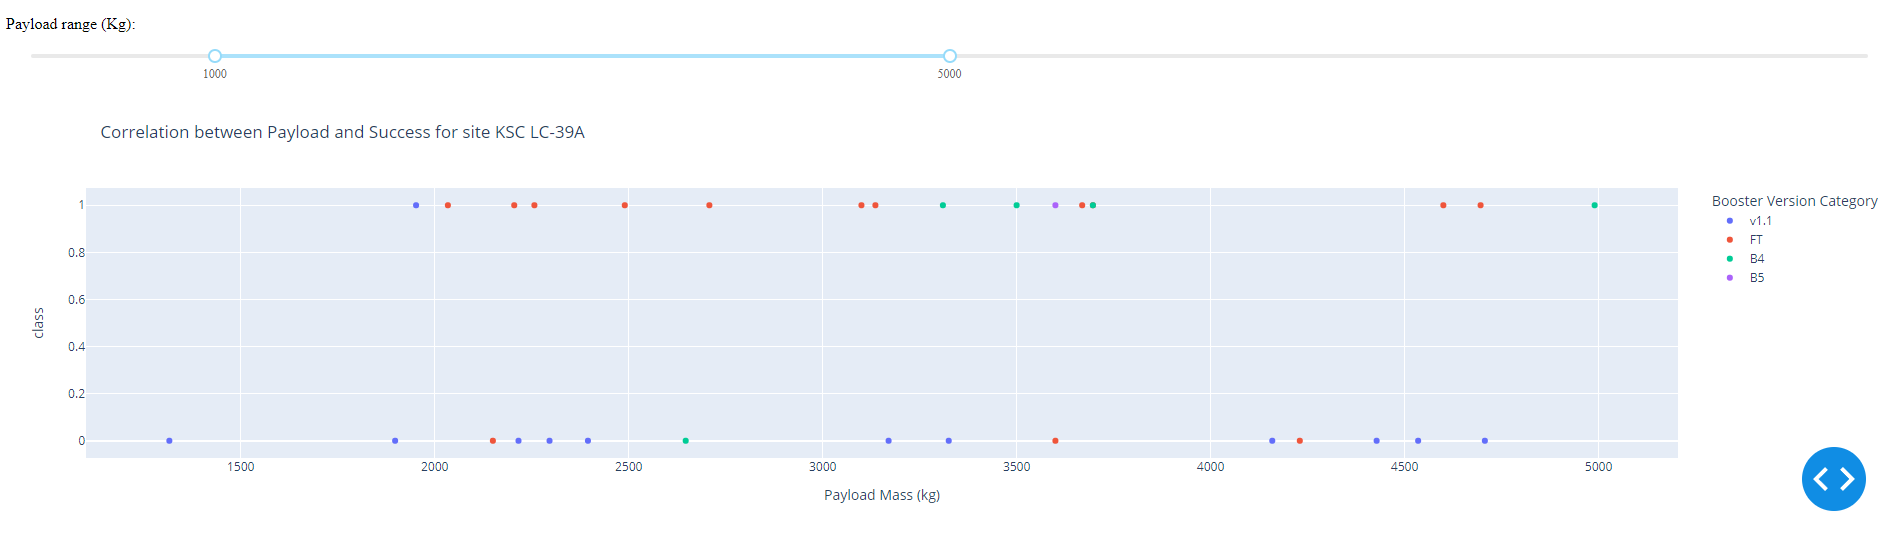 Payload range (Kg):
1000 5000
Correlation between Payload and Success for site KSC LC-39A
Booster Version Category
v1.1
FT
B4
B5
1
0.8
0.6
0.4
0.2
0
class
1500 2000 2500 3000 3500 4000 4500 5000
Payload Mass (kg)